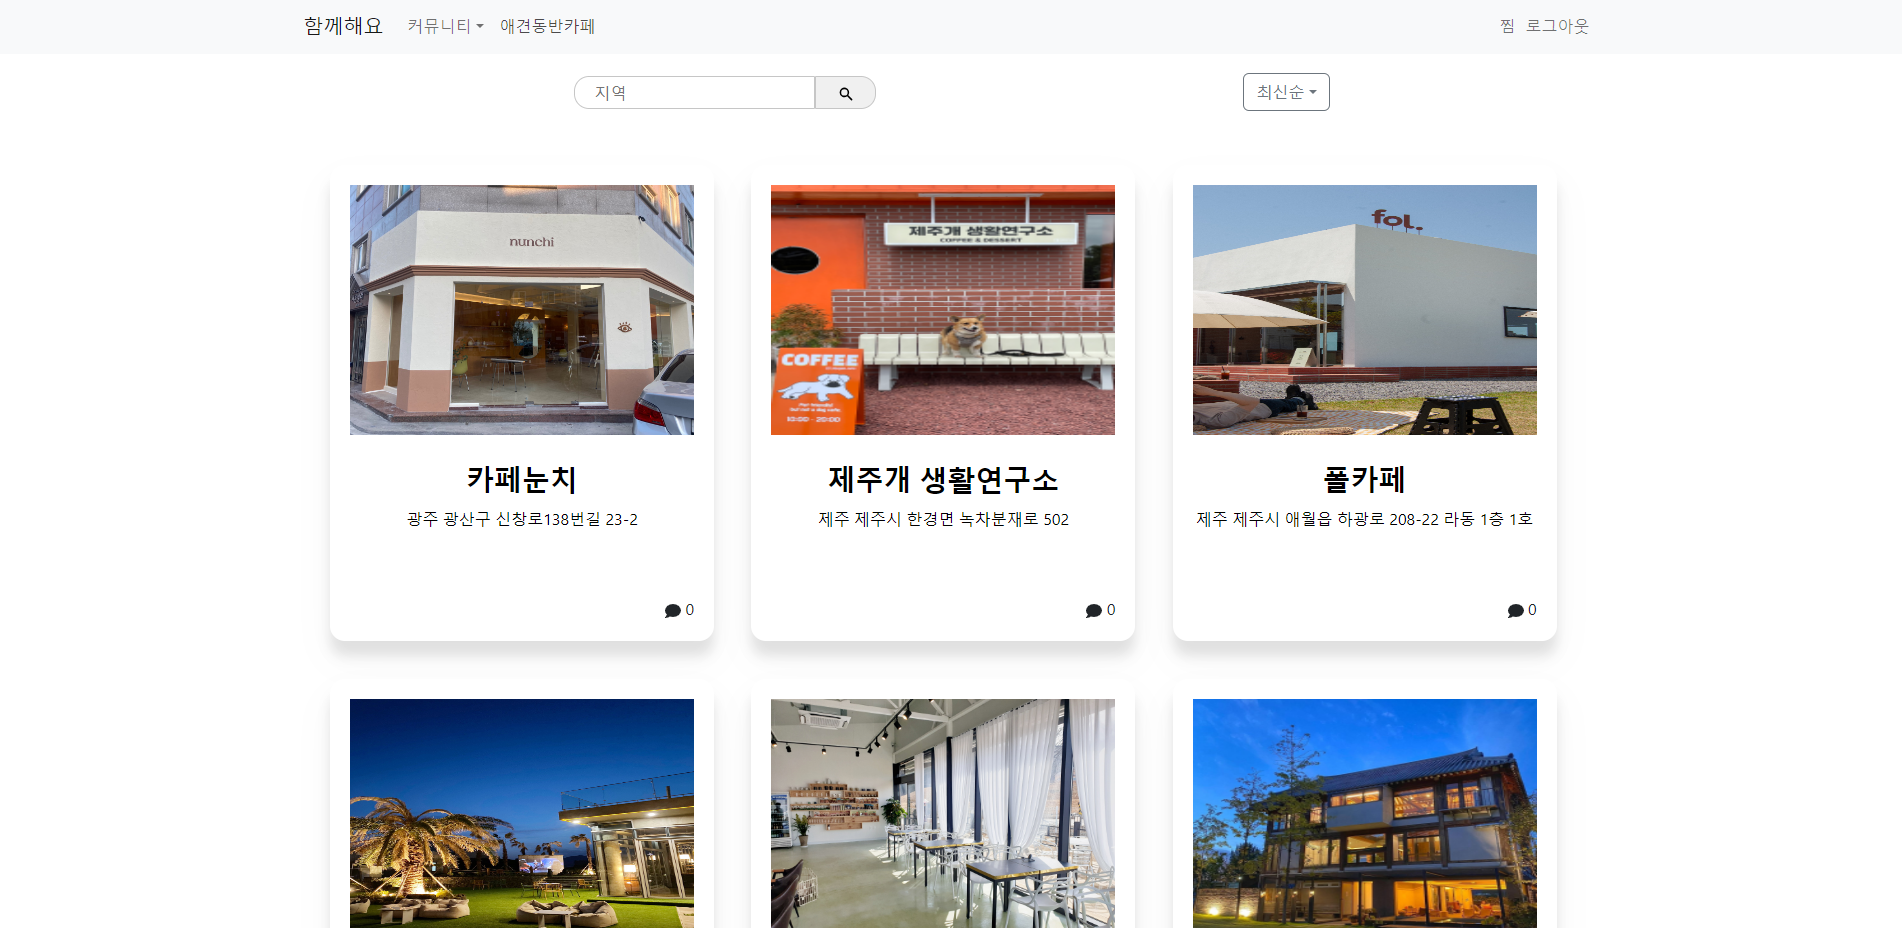 함께해요 커뮤니티 애견동반카페 찜 로그아웃
지역 최신순
nunchi
제주개 생활연구소
COFFEE & DESSERT
COFFEE
10:00 - 20:00
fol.
카페눈치 제주개 생활연구소 폴카페
광주 광산구 신창로138번길 23-2 제주 제주시 한경면 녹차분재로 502 제주 제주시 애월읍 하광로 208-22 라동 1층 1호
0 0 0